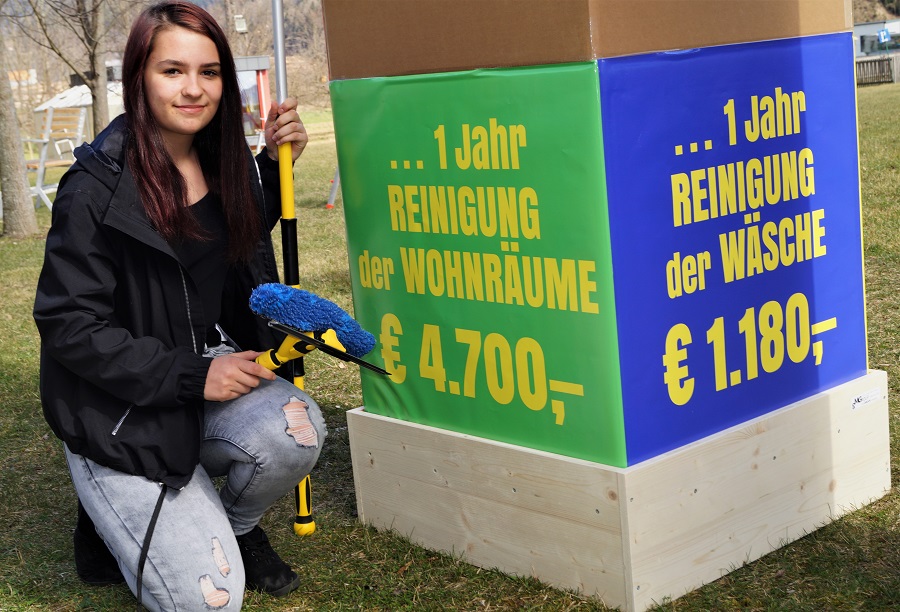 ... 1 Jahr
REINIGUNG
der WOHNRÄUME
€ 4.700,–
... 1 Jahr
REINIGUNG
der WÄSCHE
€ 1.180,–